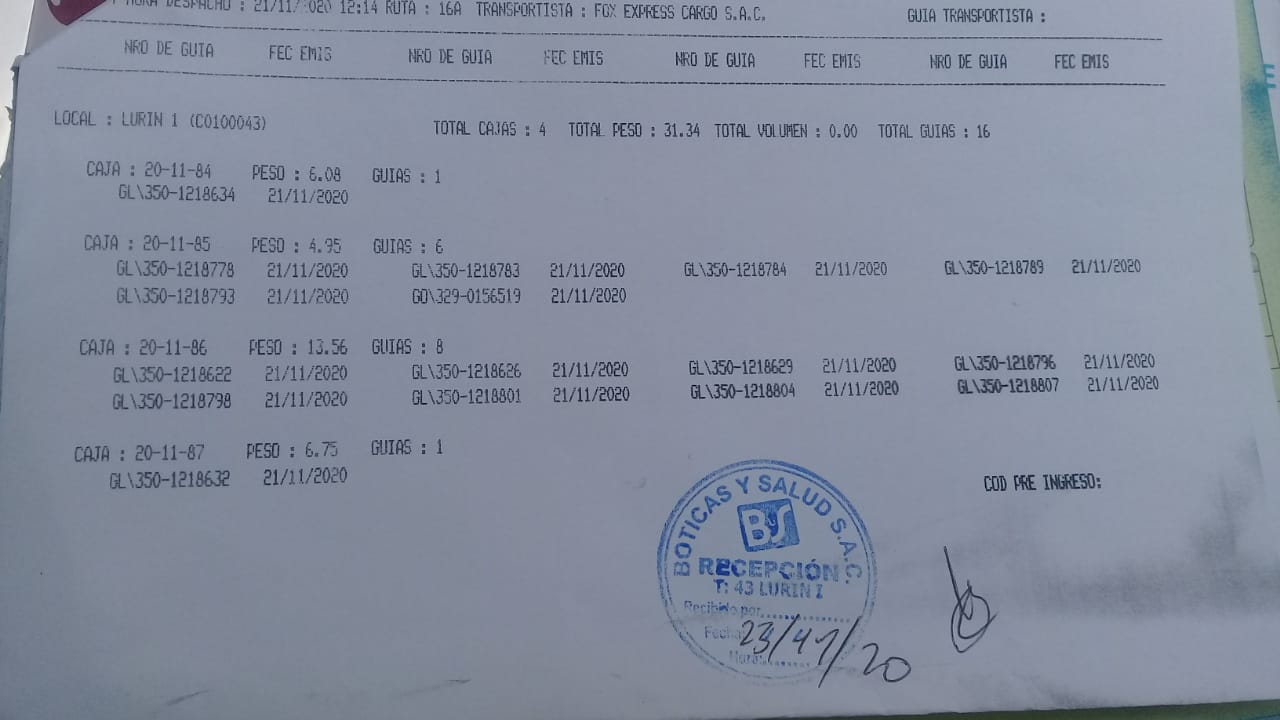 HORA DESPACHO : 21/11/2020 12:14 RUTA : 16A TRANSPORTISTA : FOX EXPRESS CARGO S.A.C. GUIA TRANSPORTISTA :
NRO DE GUIA FEC EMIS NRO DE GUIA FEC EMIS NRO DE GUIA FEC EMIS NRO DE GUIA FEC EMIS
LOCAL : LURIN 1 (C0100043) TOTAL CAJAS : 4 TOTAL PESO : 31.34 TOTAL VOLUMEN : 0.00 TOTAL GUIAS : 16
CAJA : 20-11-84 PESO : 6.08 GUIAS : 1
GL\350-1218634 21/11/2020
CAJA : 20-11-85 PESO : 4.95 GUIAS : 6
GL\350-1218778 21/11/2020 GL\350-1218783 21/11/2020 GL\350-1218784 21/11/2020 GL\350-1218789 21/11/2020
GL\350-1218793 21/11/2020 GO\329-0156519 21/11/2020
CAJA : 20-11-86 PESO : 13.56 GUIAS : 8
GL\350-1218622 21/11/2020 GL\350-1218626 21/11/2020 GL\350-1218629 21/11/2020 GL\350-1218796 21/11/2020
GL\350-1218798 21/11/2020 GL\350-1218801 21/11/2020 GL\350-1218804 21/11/2020 GL\350-1218807 21/11/2020
CAJA : 20-11-87 PESO : 6.75 GUIAS : 1
GL\350-1218632 21/11/2020
COD PRE INGRESO:
BOTICAS Y SALUD S.A.C.
ByS
RECEPCIÓN
T: 43 LURIN I
Recibido por
Fecha 23/11/20
Hora: